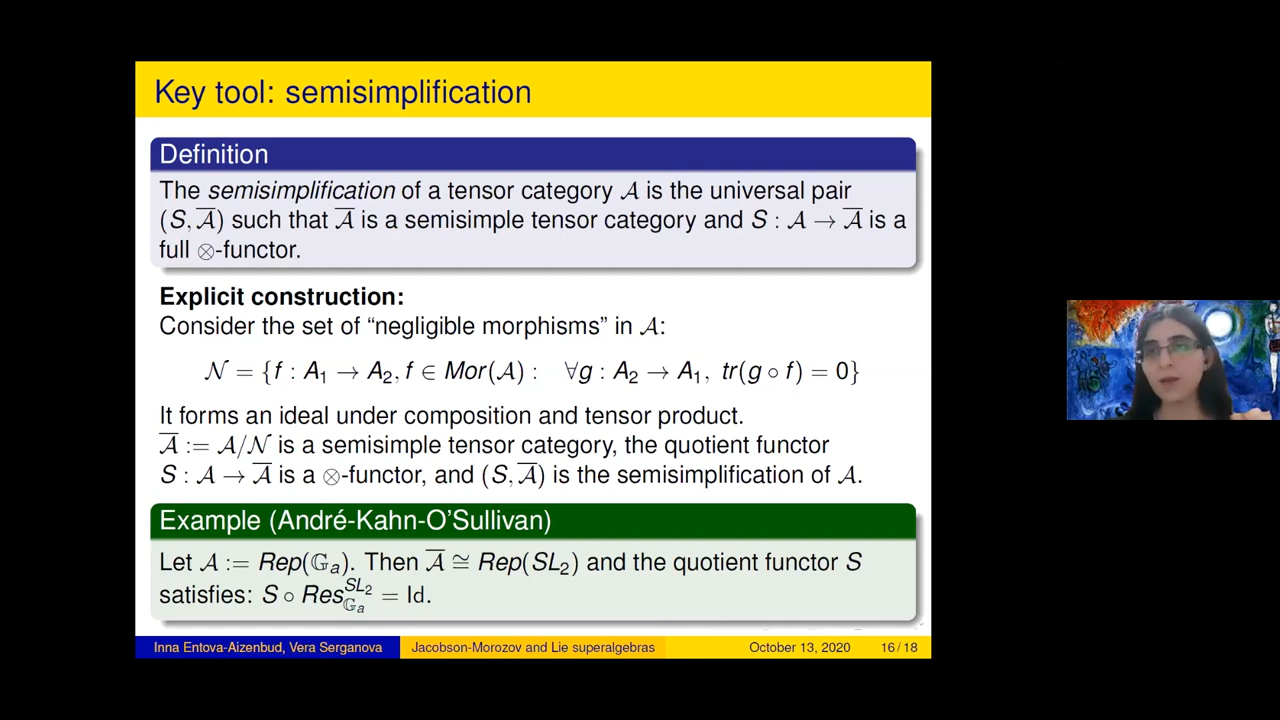 Key tool: semisimplification
Definition
The semisimplification of a tensor category 𝒜 is the universal pair
(S, 𝒜̅) such that 𝒜̅ is a semisimple tensor category and S : 𝒜 → 𝒜̅ is a
full ⊗-functor.
Explicit construction:
Consider the set of “negligible morphisms” in 𝒜:
𝒩 = {f : A₁ → A₂, f ∈ Mor(𝒜) : ∀g : A₂ → A₁, tr(g ∘ f) = 0}
It forms an ideal under composition and tensor product.
𝒜̅ := 𝒜/𝒩 is a semisimple tensor category, the quotient functor
S : 𝒜 → 𝒜̅ is a ⊗-functor, and (S, 𝒜̅) is the semisimplification of 𝒜.
Example (André-Kahn-O’Sullivan)
Let 𝒜 := Rep(𝔾ₐ). Then 𝒜̅ ≅ Rep(SL₂) and the quotient functor S
satisfies: S ∘ Res^{SL₂}_{𝔾ₐ} = Id.
Inna Entova-Aizenbud, Vera Serganova Jacobson-Morozov and Lie superalgebras October 13, 2020 16 / 18